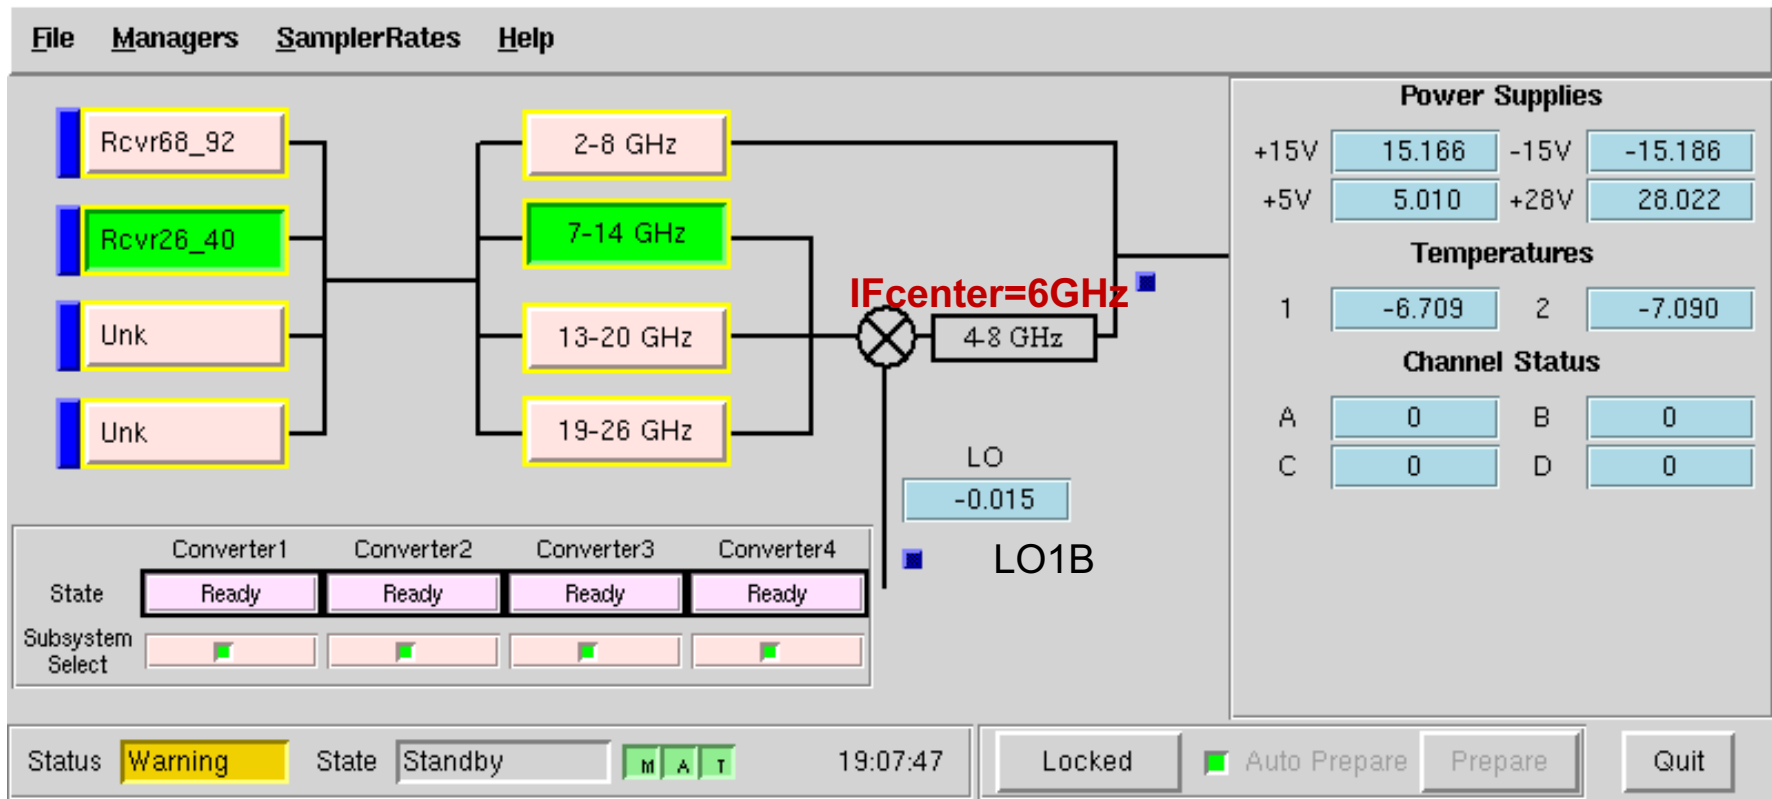 File Managers SamplerRates Help
Rcvr68_92
Rcvr26_40
Unk
Unk
2-8 GHz
7-14 GHz
13-20 GHz
19-26 GHz
IFcenter=6GHz
4-8 GHz
LO
-0.015
LO1B
Power Supplies
+15V 15.166 -15V -15.186
+5V 5.010 +28V 28.022
Temperatures
1 -6.709 2 -7.090
Channel Status
A 0 B 0
C 0 D 0
Converter1 Converter2 Converter3 Converter4
State Ready Ready Ready Ready
Subsystem
Select
Status Warning State Standby M A T 19:07:47 Locked Auto Prepare Prepare Quit